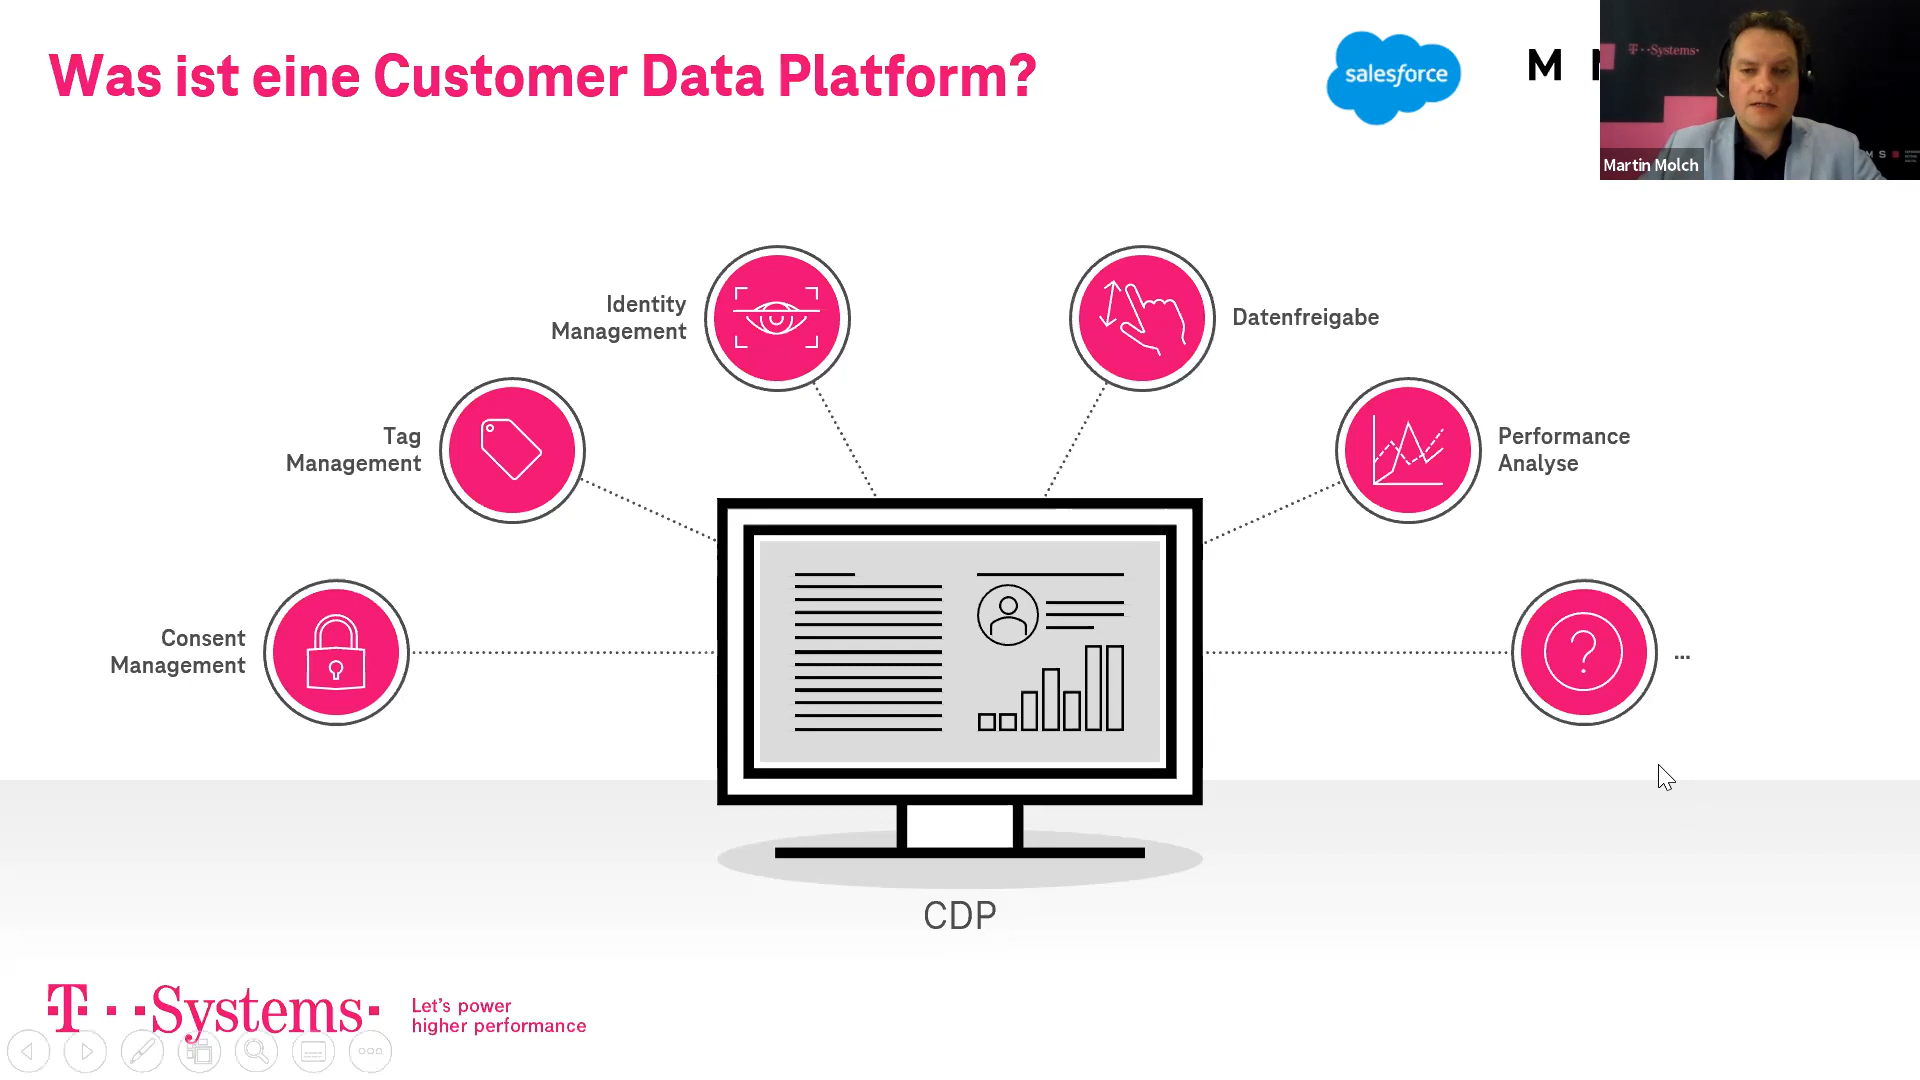 Was ist eine Customer Data Platform?
salesforce
M
T··Systems·
M S
Martin Molch
Identity
Management
Datenfreigabe
Tag
Management
Performance
Analyse
Consent
Management
...
CDP
T··Systems·
Let's power
higher performance